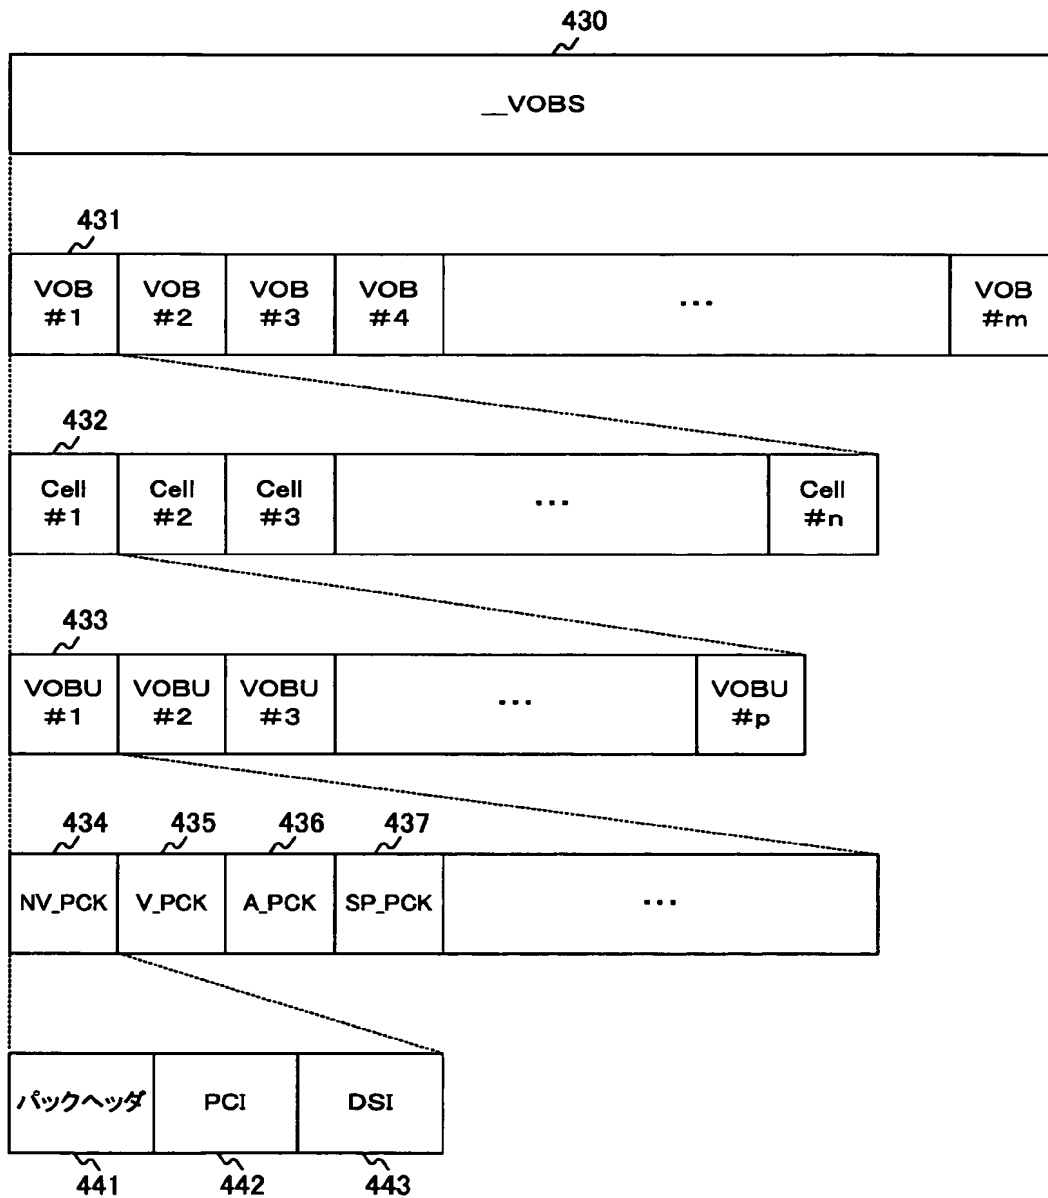 430
__VOBS
431
VOB
#1
VOB
#2
VOB
#3
VOB
#4
...
VOB
#m
432
Cell
#1
Cell
#2
Cell
#3
...
Cell
#n
433
VOBU
#1
VOBU
#2
VOBU
#3
...
VOBU
#p
434
435
436
437
NV_PCK
V_PCK
A_PCK
SP_PCK
...
パックヘッダ
PCI
DSI
441
442
443